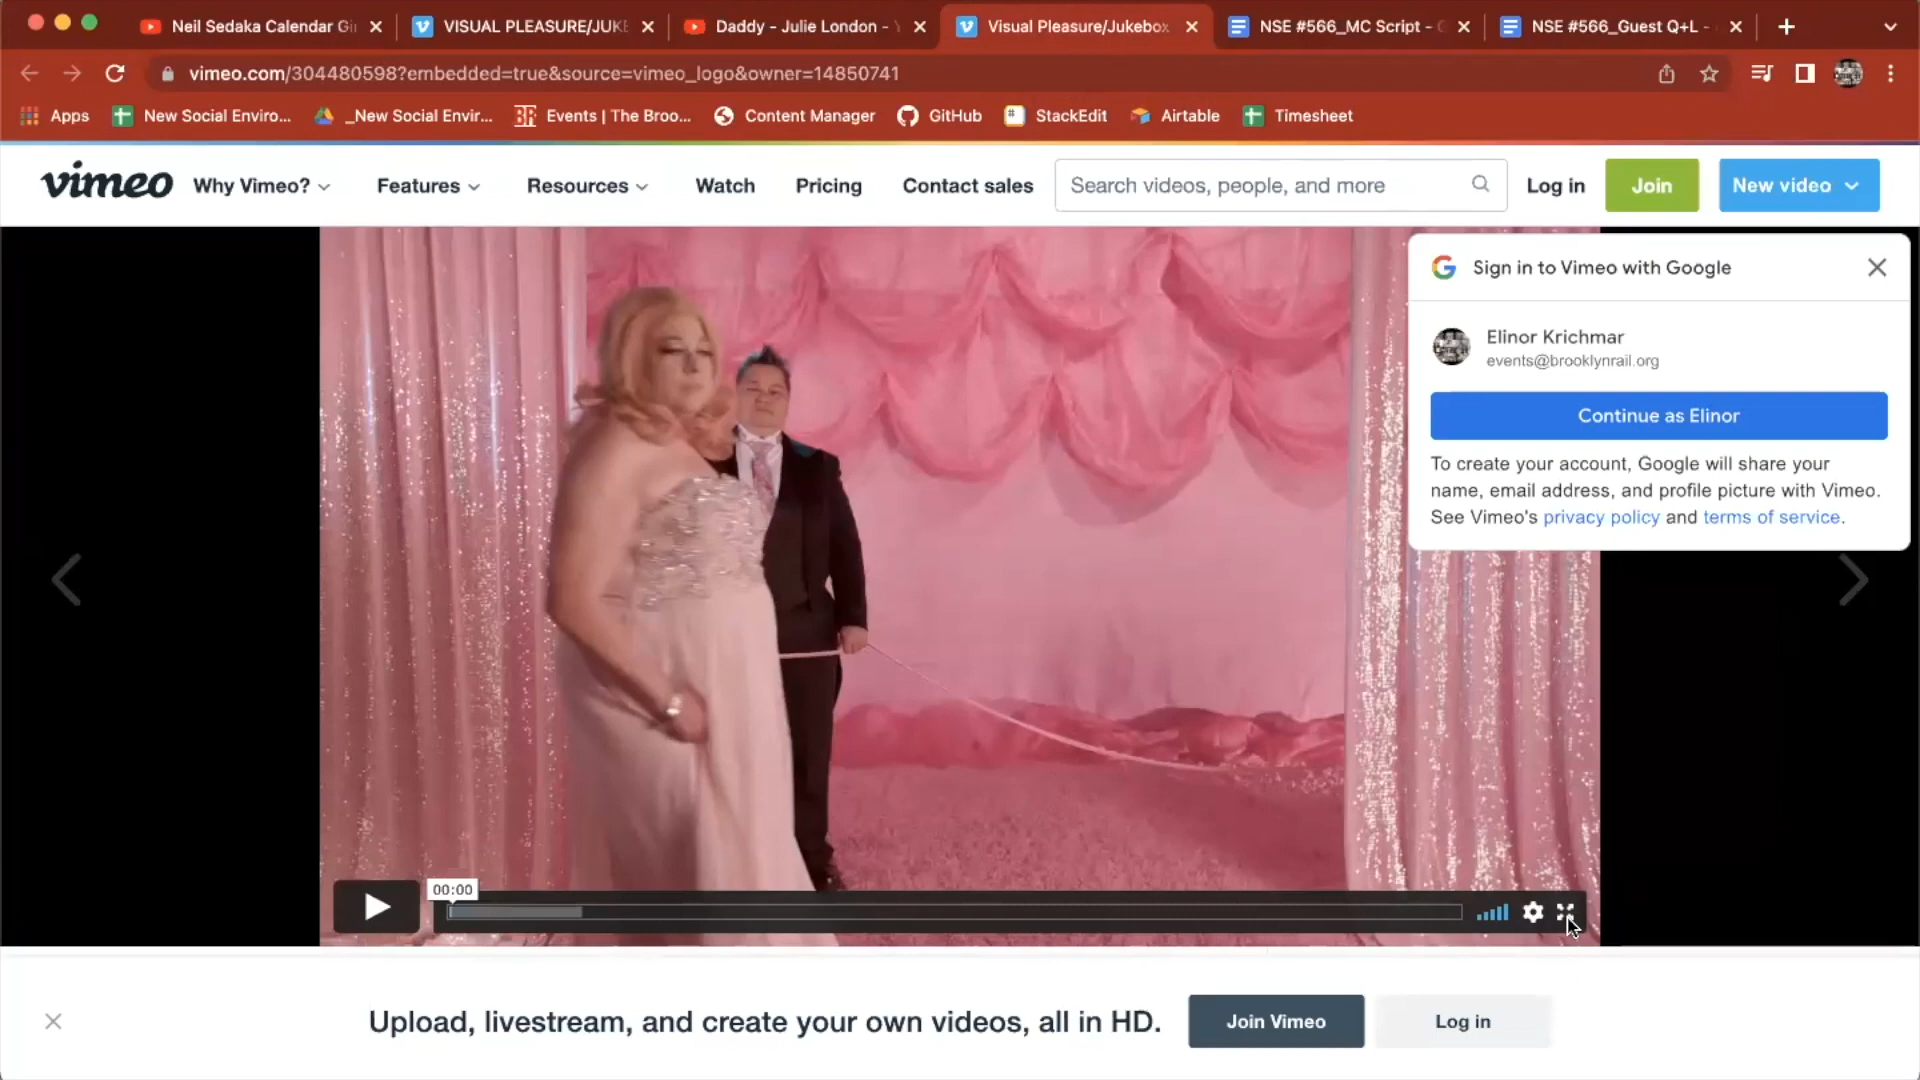 Neil Sedaka Calendar Gi
VISUAL PLEASURE/JUKE
Daddy - Julie London -
Visual Pleasure/Jukebox
NSE #566_MC Script -
NSE #566_Guest Q+L -
vimeo.com/304480598?embedded=true&source=vimeo_logo&owner=14850741
Apps
New Social Enviro...
_New Social Envir...
BR
Events | The Broo...
Content Manager
GitHub
StackEdit
Airtable
Timesheet
vimeo
Why Vimeo?
Features
Resources
Watch
Pricing
Contact sales
Search videos, people, and more
Log in
Join
New video
Sign in to Vimeo with Google
Elinor Krichmar
events@brooklynrail.org
Continue as Elinor
To create your account, Google will share your
name, email address, and profile picture with Vimeo.
See Vimeo's privacy policy and terms of service.
00:00
Upload, livestream, and create your own videos, all in HD.
Join Vimeo
Log in